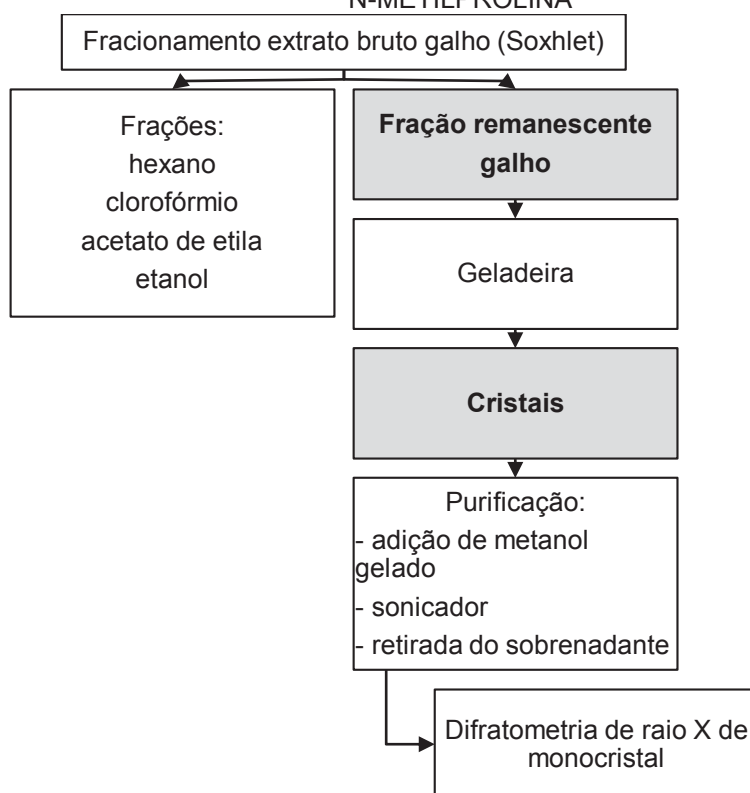 N-METILPROLINA
Fracionamento extrato bruto galho (Soxhlet)
Frações:
hexano
clorofórmio
acetato de etila
etanol
Fração remanescente
galho
Geladeira
Cristais
Purificação:
- adição de metanol
gelado
- sonicador
- retirada do sobrenadante
Difratometria de raio X de
monocristal